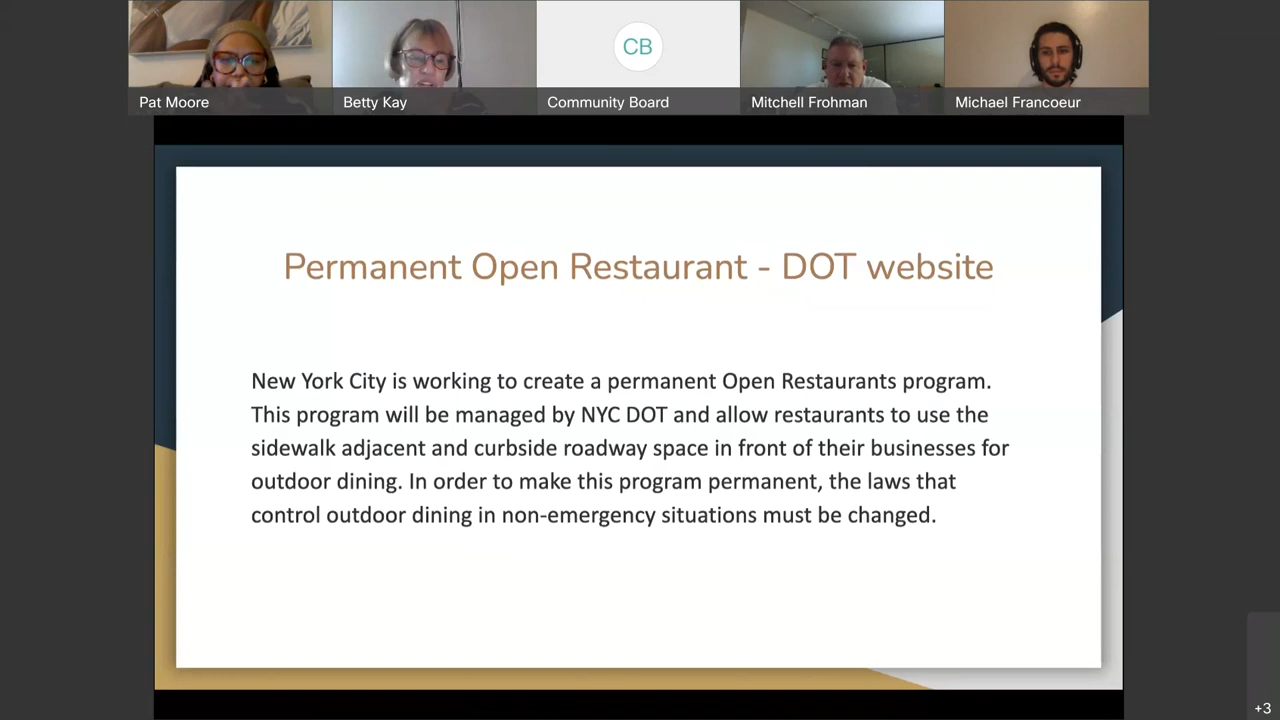 CB
Pat Moore
Betty Kay
Community Board
Mitchell Frohman
Michael Francoeur
Permanent Open Restaurant - DOT website
New York City is working to create a permanent Open Restaurants program.
This program will be managed by NYC DOT and allow restaurants to use the
sidewalk adjacent and curbside roadway space in front of their businesses for
outdoor dining. In order to make this program permanent, the laws that
control outdoor dining in non-emergency situations must be changed.
+3